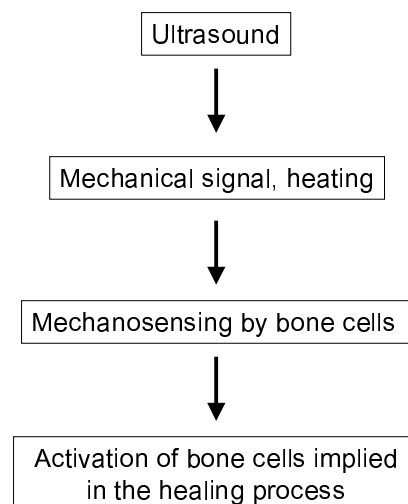 Ultrasound
Mechanical signal, heating
Mechanosensing by bone cells
Activation of bone cells implied
in the healing process